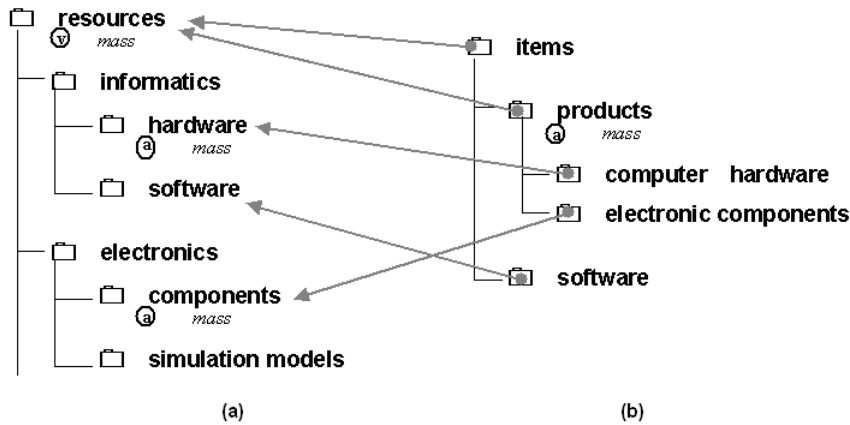 resources
v mass
informatics
hardware
a mass
software
electronics
components
a mass
simulation models
(a)
items
products
a mass
computer hardware
electronic components
software
(b)